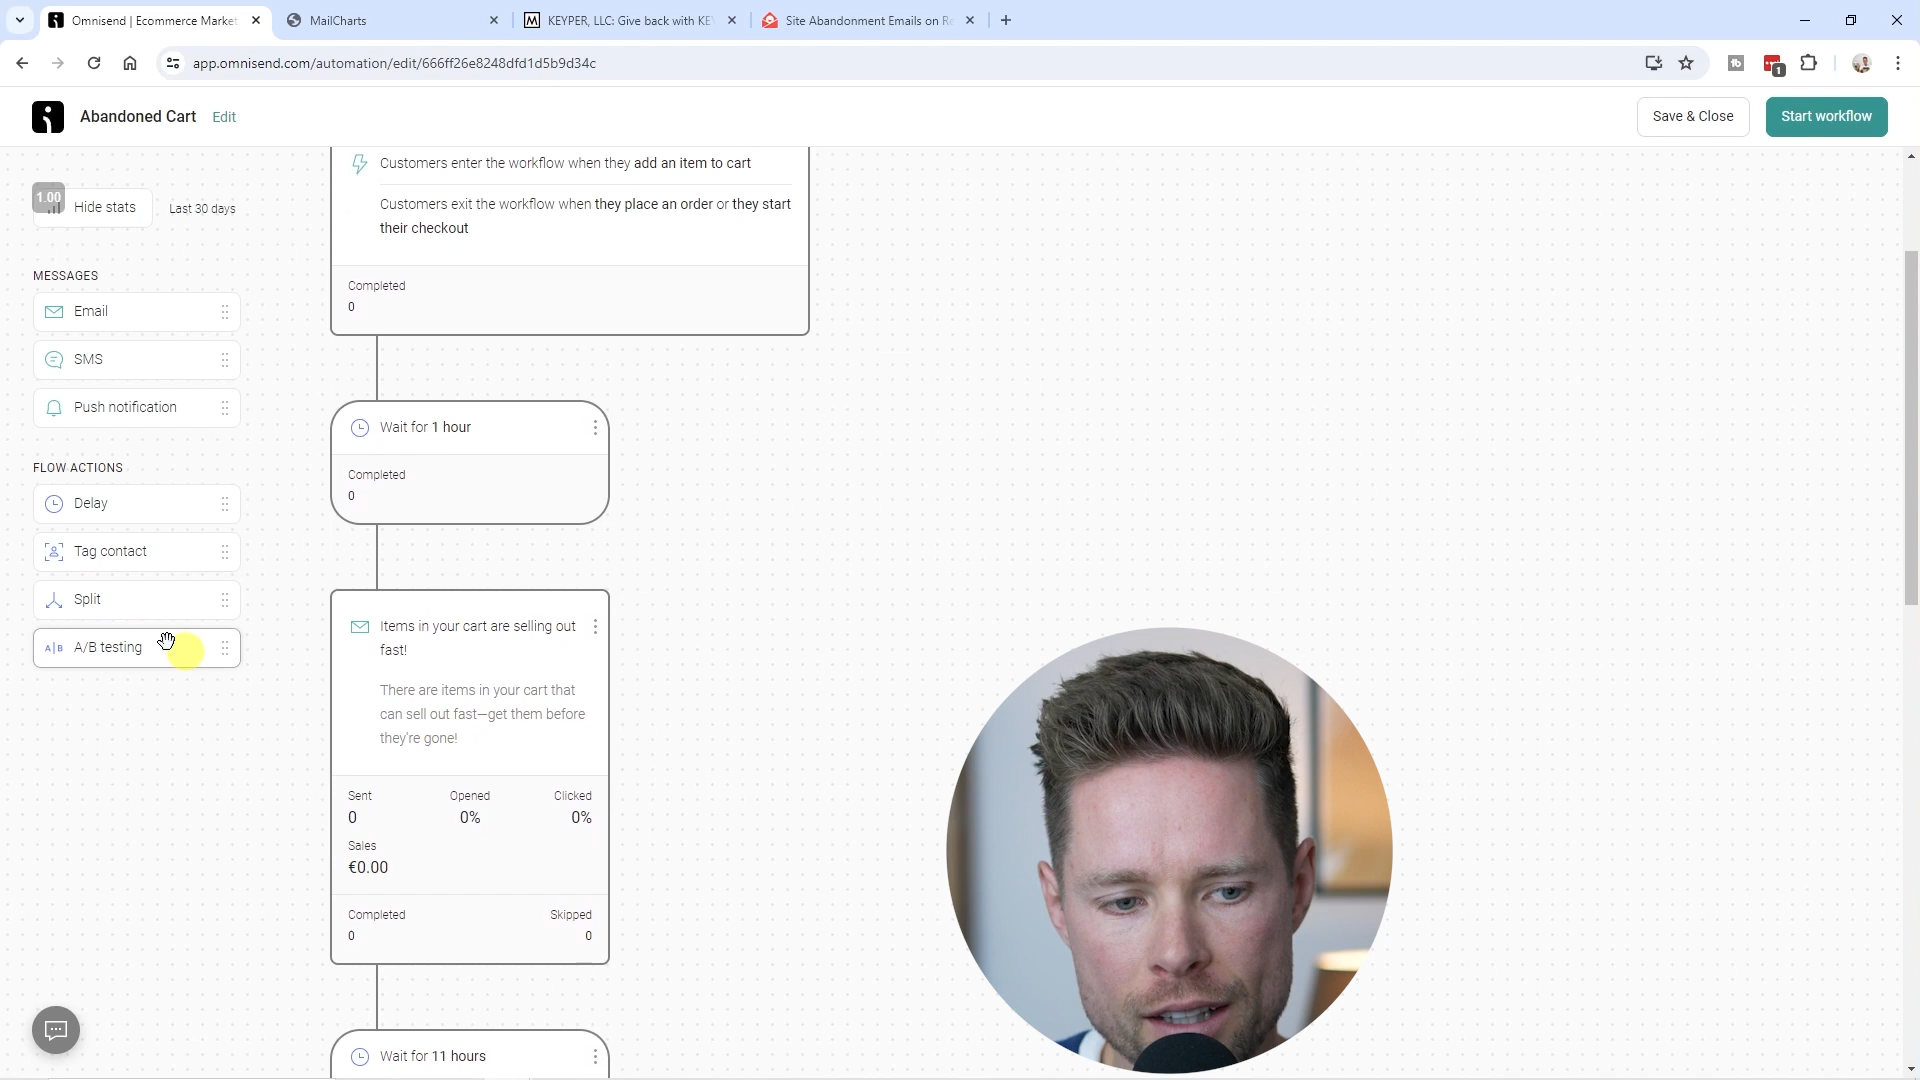 Omnisend | Ecommerce Market
MailCharts
KEYPER, LLC: Give back with KE
Site Abandonment Emails on R
app.omnisend.com/automation/edit/666ff26e8248dfd1d5b9d34c
1
Abandoned Cart Edit
Save & Close
Start workflow
1.00
Hide stats
Last 30 days
MESSAGES
Email
SMS
Push notification
FLOW ACTIONS
Delay
Tag contact
Split
A|B A/B testing
Customers enter the workflow when they add an item to cart
Customers exit the workflow when they place an order or they start
their checkout
Completed
0
Wait for 1 hour
Completed
0
Items in your cart are selling out
fast!
There are items in your cart that
can sell out fast—get them before
they're gone!
Sent Opened Clicked
0 0% 0%
Sales
€0.00
Completed Skipped
0 0
Wait for 11 hours